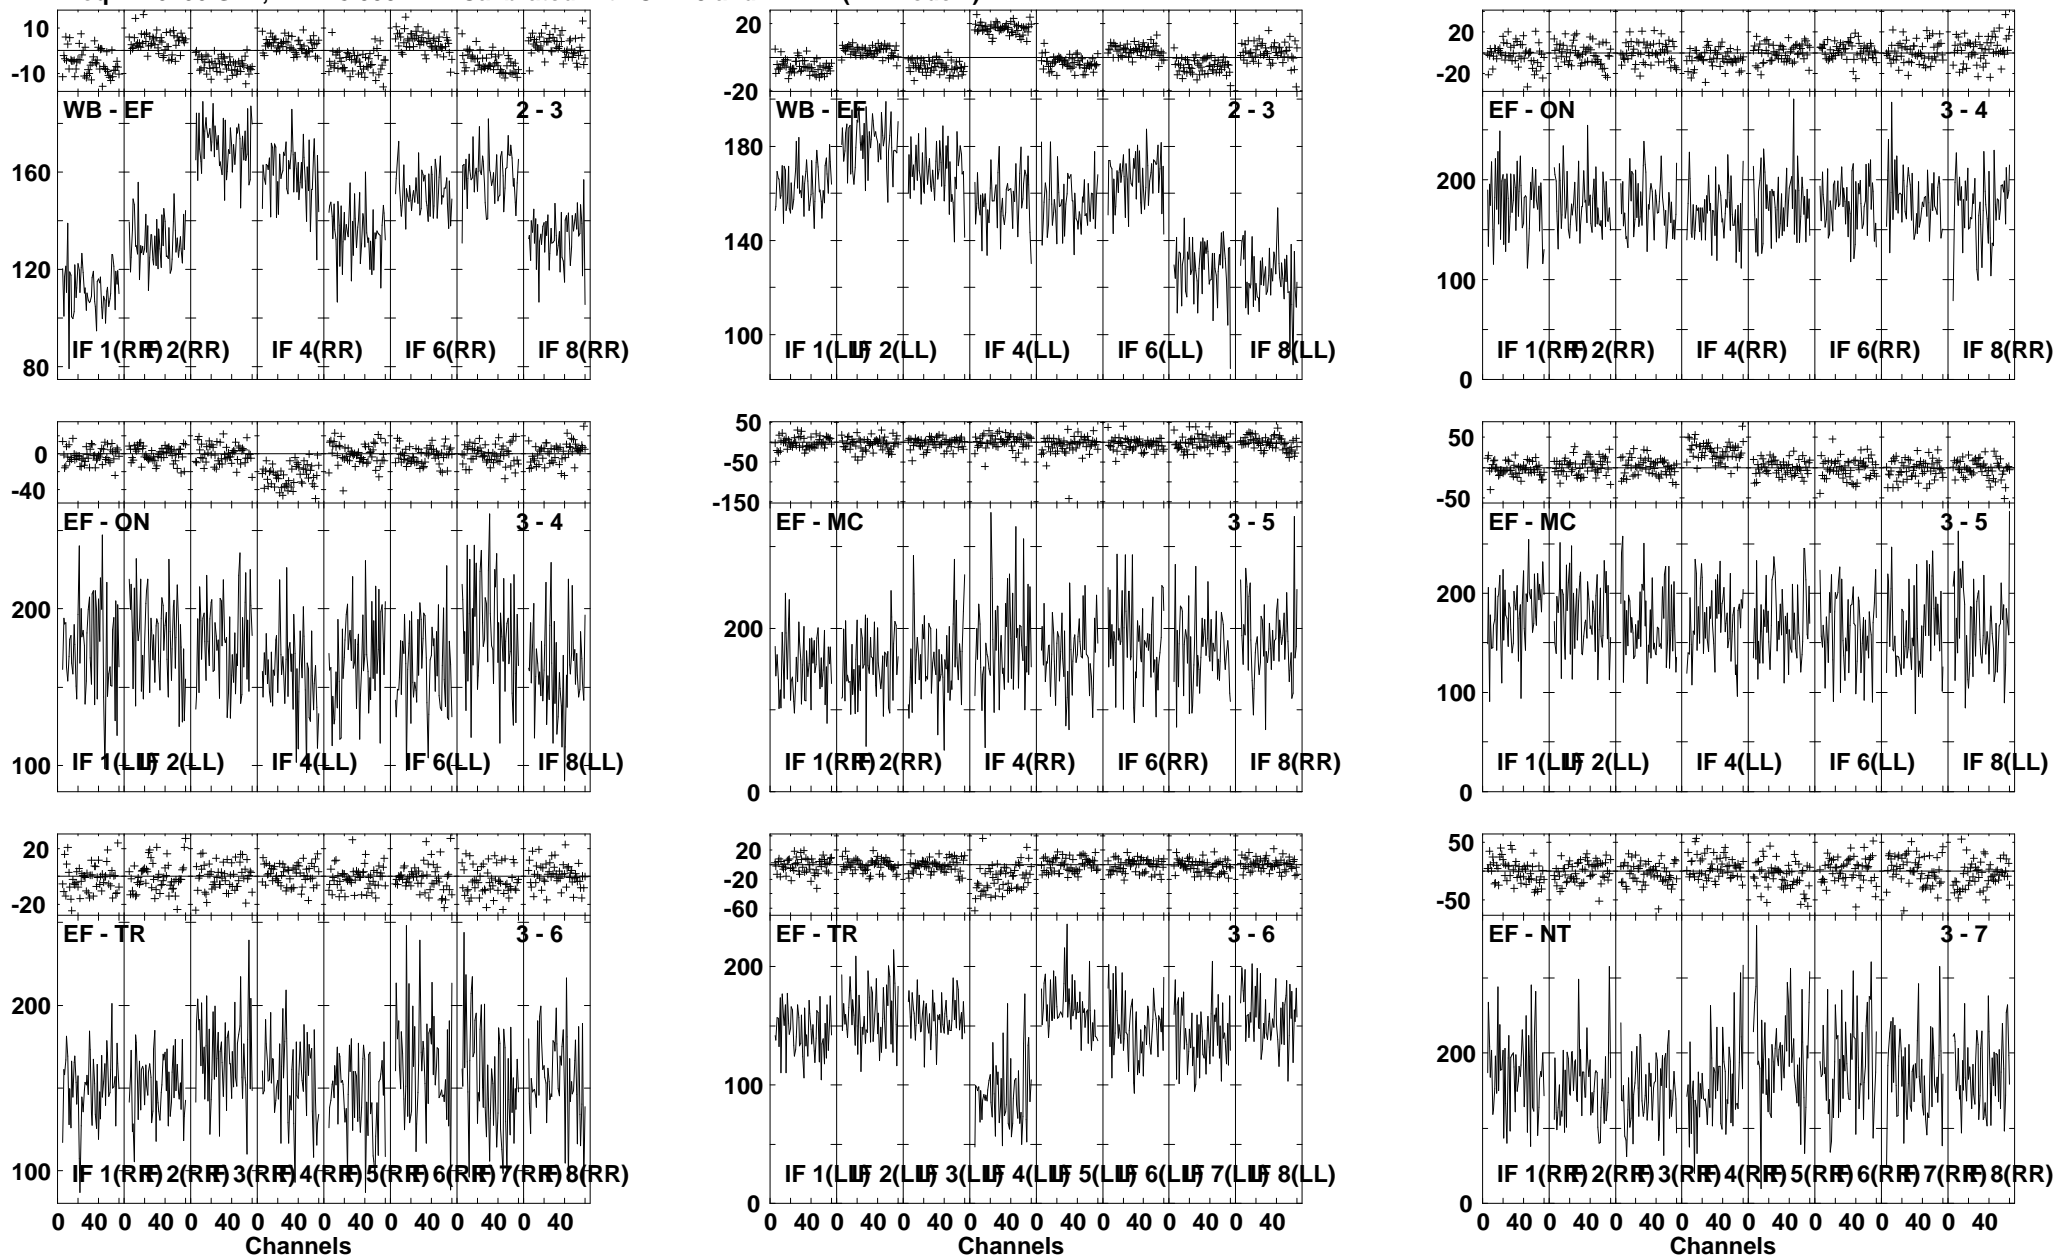 10
-10
WB - EF 2 - 3
160
120
80
IF 1(RR) IF 2(RR) IF 4(RR) IF 6(RR) IF 8(RR)
20
-20
WB - EF 2 - 3
180
140
100
IF 1(LL) IF 2(LL) IF 4(LL) IF 6(LL) IF 8(LL)
20
-20
EF - ON 3 - 4
200
100
0
IF 1(RR) IF 2(RR) IF 4(RR) IF 6(RR) IF 8(RR)
0
-40
EF - ON 3 - 4
200
100
IF 1(LL) IF 2(LL) IF 4(LL) IF 6(LL) IF 8(LL)
50
-50
-150
EF - MC 3 - 5
200
0
IF 1(RR) IF 2(RR) IF 4(RR) IF 6(RR) IF 8(RR)
50
-50
EF - MC 3 - 5
200
100
0
IF 1(LL) IF 2(LL) IF 4(LL) IF 6(LL) IF 8(LL)
20
-20
EF - TR 3 - 6
200
100
IF 1(RR) IF 2(RR) IF 3(RR) IF 4(RR) IF 5(RR) IF 6(RR) IF 7(RR) IF 8(RR)
0 40 0 40 0 40 0 40 0 40 0 40 0 40 0 40
Channels
20
-20
-60
EF - TR 3 - 6
200
100
0
IF 1(LL) IF 2(LL) IF 3(LL) IF 4(LL) IF 5(LL) IF 6(LL) IF 7(LL) IF 8(LL)
0 40 0 40 0 40 0 40 0 40 0 40 0 40 0 40
Channels
50
-50
EF - NT 3 - 7
200
0
IF 1(RR) IF 2(RR) IF 3(RR) IF 4(RR) IF 5(RR) IF 6(RR) IF 7(RR) IF 8(RR)
0 40 0 40 0 40 0 40 0 40 0 40 0 40 0 40
Channels